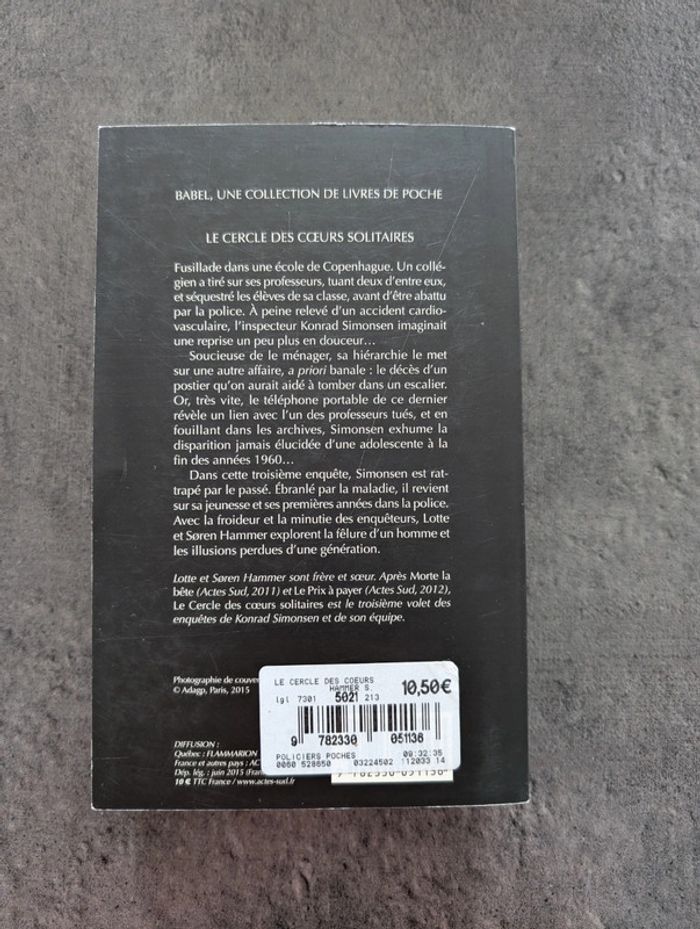 BABEL, UNE COLLECTION DE LIVRES DE POCHE
LE CERCLE DES CŒURS SOLITAIRES
Fusillade dans une école de Copenhague. Un collé-
gien a tiré sur ses professeurs, tuant deux d'entre eux,
et séquestré les élèves de sa classe, avant d'être abattu
par la police. À peine relevé d'un accident cardio-
vasculaire, l'inspecteur Konrad Simonsen imaginait
une reprise un peu plus en douceur…
Soucieuse de le ménager, sa hiérarchie le met
sur une autre affaire, a priori banale : le décès d'un
postier qu'on aurait aidé à tomber dans un escalier.
Or, très vite, le téléphone portable de ce dernier
révèle un lien avec l'un des professeurs tués, et en
fouillant dans les archives, Simonsen exhume la
disparition jamais élucidée d'une adolescente à la
fin des années 1960…
Dans cette troisième enquête, Simonsen est rat-
trapé par le passé. Ébranlé par la maladie, il revient
sur sa jeunesse et ses premières années dans la police.
Avec la froideur et la minutie des enquêteurs, Lotte
et Søren Hammer explorent la fêlure d'un homme et
les illusions perdues d'une génération.
Lotte et Søren Hammer sont frère et sœur. Après Morte la
bête (Actes Sud, 2011) et Le Prix à payer (Actes Sud, 2012),
Le Cercle des cœurs solitaires est le troisième volet des
enquêtes de Konrad Simonsen et de son équipe.
Photographie de couver
© Adagp, Paris, 2015
LE CERCLE DES COEURS
HAMMER S.
10,50€
lgl 7301 5021 213
9 782330 051136
POLICIERS POCHES 09:32:35
0060 528650 03224502 112033 14
DIFFUSION :
Québec : FLAMMARION
France et autres pays : AC
Dép. lég. : juin 2015 (Fran
10 € TTC France / www.actes-sud.fr
9 782330 051136